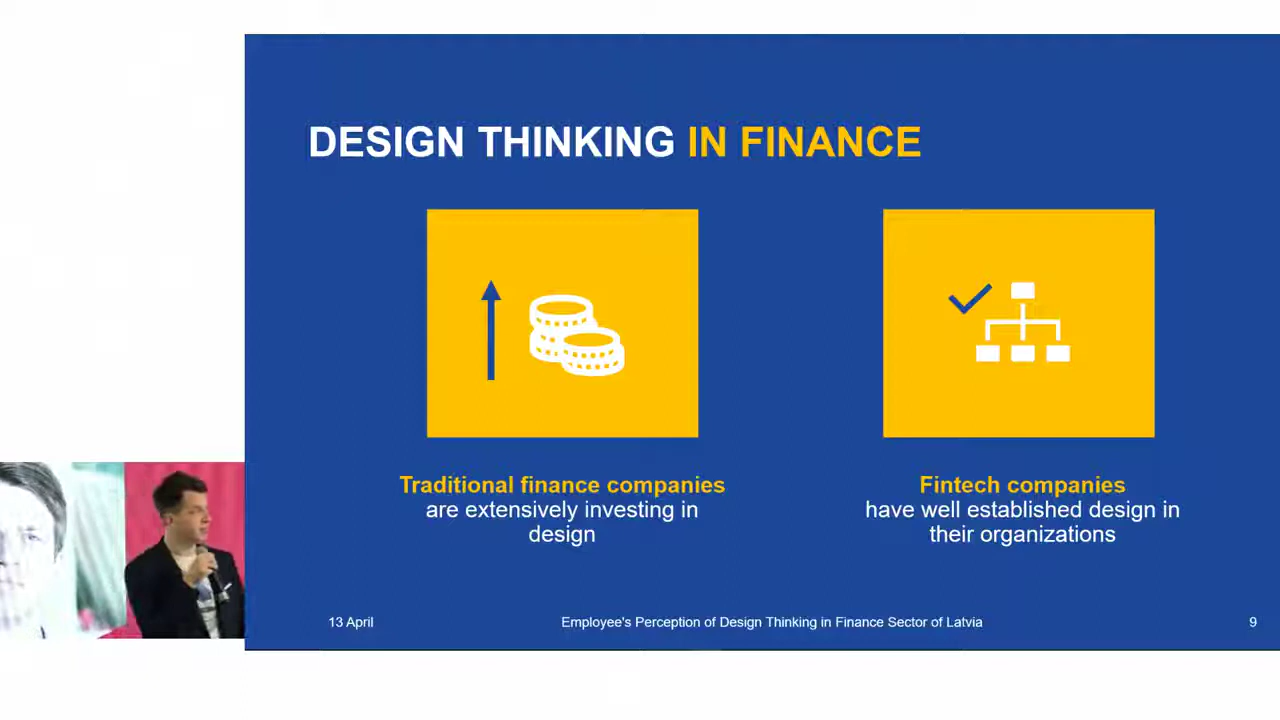 DESIGN THINKING IN FINANCE
Traditional finance companies
are extensively investing in
design
Fintech companies
have well established design in
their organizations
13 April
Employee's Perception of Design Thinking in Finance Sector of Latvia
9